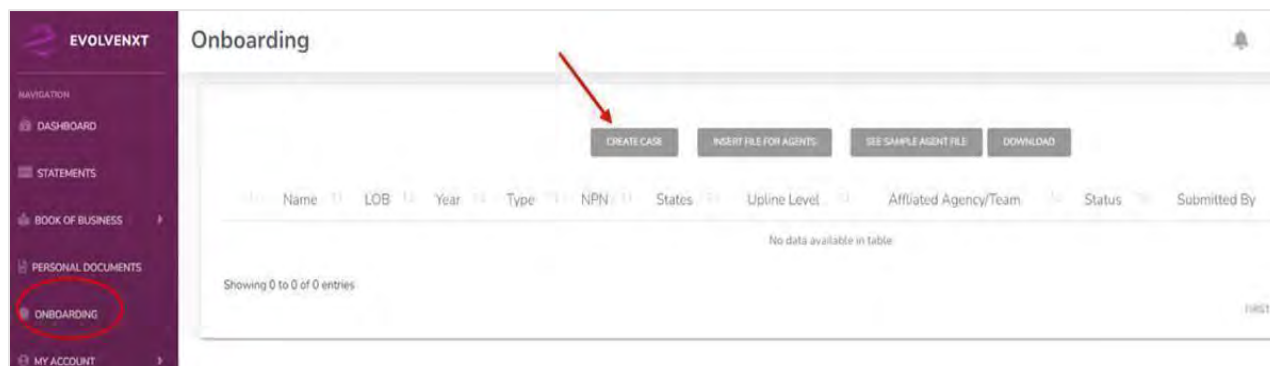 EVOLVENXT
Onboarding
NAVIGATION
DASHBOARD
STATEMENTS
BOOK OF BUSINESS
PERSONAL DOCUMENTS
ONBOARDING
MY ACCOUNT
CREATE CASE INSERT FILE FOR AGENTS SEE SAMPLE AGENT FILE DOWNLOAD
Name LOB Year Type NPN States Upline Level Affliated Agency/Team Status Submitted By
No data available in table
Showing 0 to 0 of 0 entries
FIRST